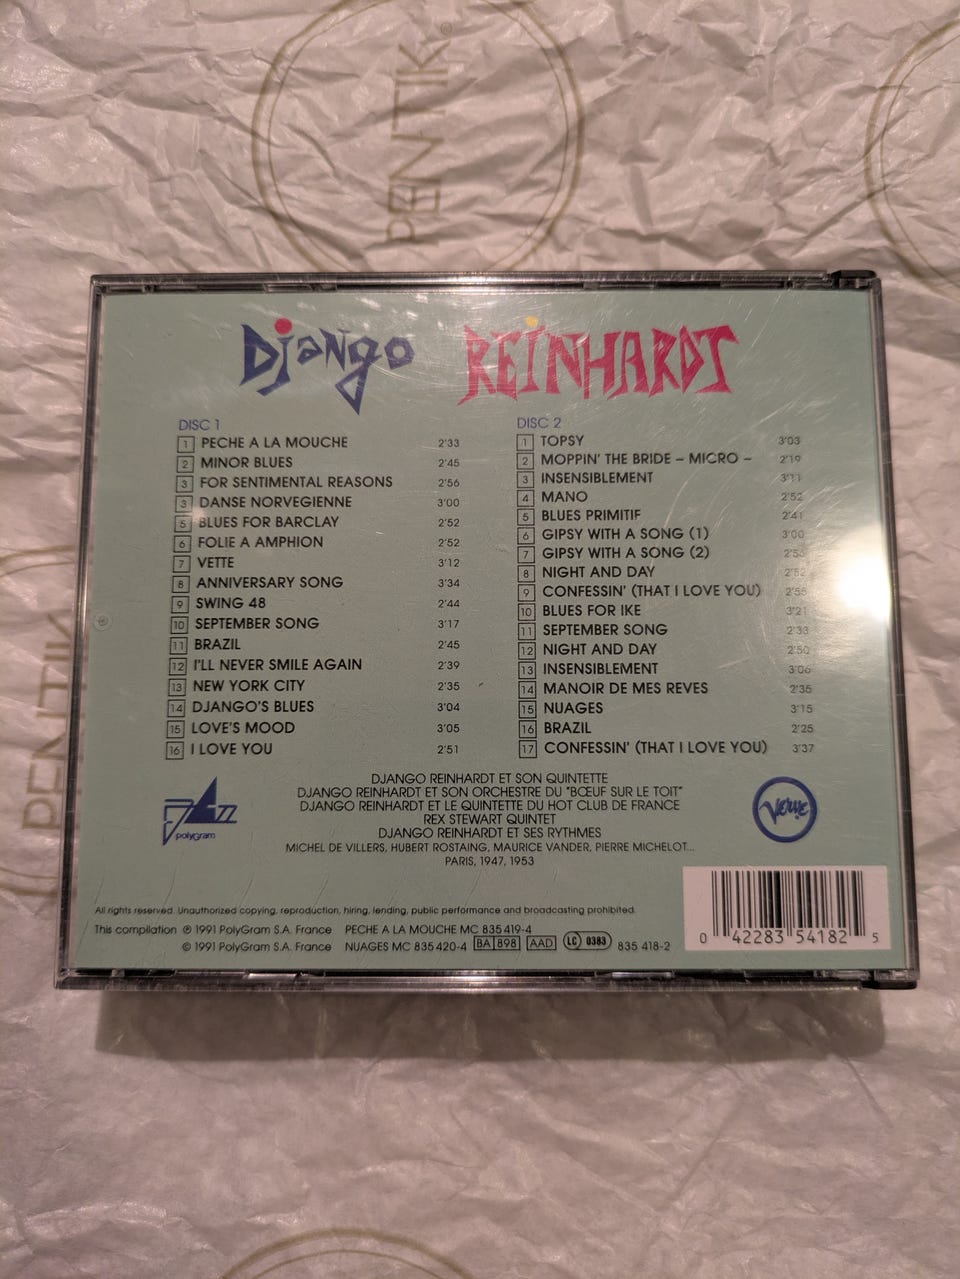 PENTIK
PENTIK
Django REINHARDT
DISC 1
1 PECHE A LA MOUCHE 2'33
2 MINOR BLUES 2'45
3 FOR SENTIMENTAL REASONS 2'56
3 DANSE NORVEGIENNE 3'00
5 BLUES FOR BARCLAY 2'52
6 FOLIE A AMPHION 2'52
7 VETTE 3'12
8 ANNIVERSARY SONG 3'34
9 SWING 48 2'44
10 SEPTEMBER SONG 3'17
11 BRAZIL 2'45
12 I'LL NEVER SMILE AGAIN 2'39
13 NEW YORK CITY 2'35
14 DJANGO'S BLUES 3'04
15 LOVE'S MOOD 3'05
16 I LOVE YOU 2'51
DISC 2
1 TOPSY 3'03
2 MOPPIN' THE BRIDE – MICRO – 2'19
3 INSENSIBLEMENT 3'11
4 MANO 2'52
5 BLUES PRIMITIF 2'41
6 GIPSY WITH A SONG (1) 3'00
7 GIPSY WITH A SONG (2)
8 NIGHT AND DAY 2'52
9 CONFESSIN' (THAT I LOVE YOU) 2'55
10 BLUES FOR IKE 3'21
11 SEPTEMBER SONG 2'33
12 NIGHT AND DAY 2'50
13 INSENSIBLEMENT 3'06
14 MANOIR DE MES REVES 2'35
15 NUAGES 3'15
16 BRAZIL 2'25
17 CONFESSIN' (THAT I LOVE YOU) 3'37
polyGram
Verve
DJANGO REINHARDT ET SON QUINTETTE
DJANGO REINHARDT ET SON ORCHESTRE DU "BŒUF SUR LE TOIT"
DJANGO REINHARDT ET LE QUINTETTE DU HOT CLUB DE FRANCE
REX STEWART QUINTET
DJANGO REINHARDT ET SES RYTHMES
MICHEL DE VILLERS, HUBERT ROSTAING, MAURICE VANDER, PIERRE MICHELOT...
PARIS, 1947, 1953
All rights reserved. Unauthorized copying, reproduction, hiring, lending, public performance and broadcasting prohibited.
This compilation ℗ 1991 PolyGram S.A. France PECHE A LA MOUCHE MC 835 419-4
© 1991 PolyGram S.A. France NUAGES MC 835 420-4 BA 898 AAD LC 0383 835 418-2
0 42283 54182 5